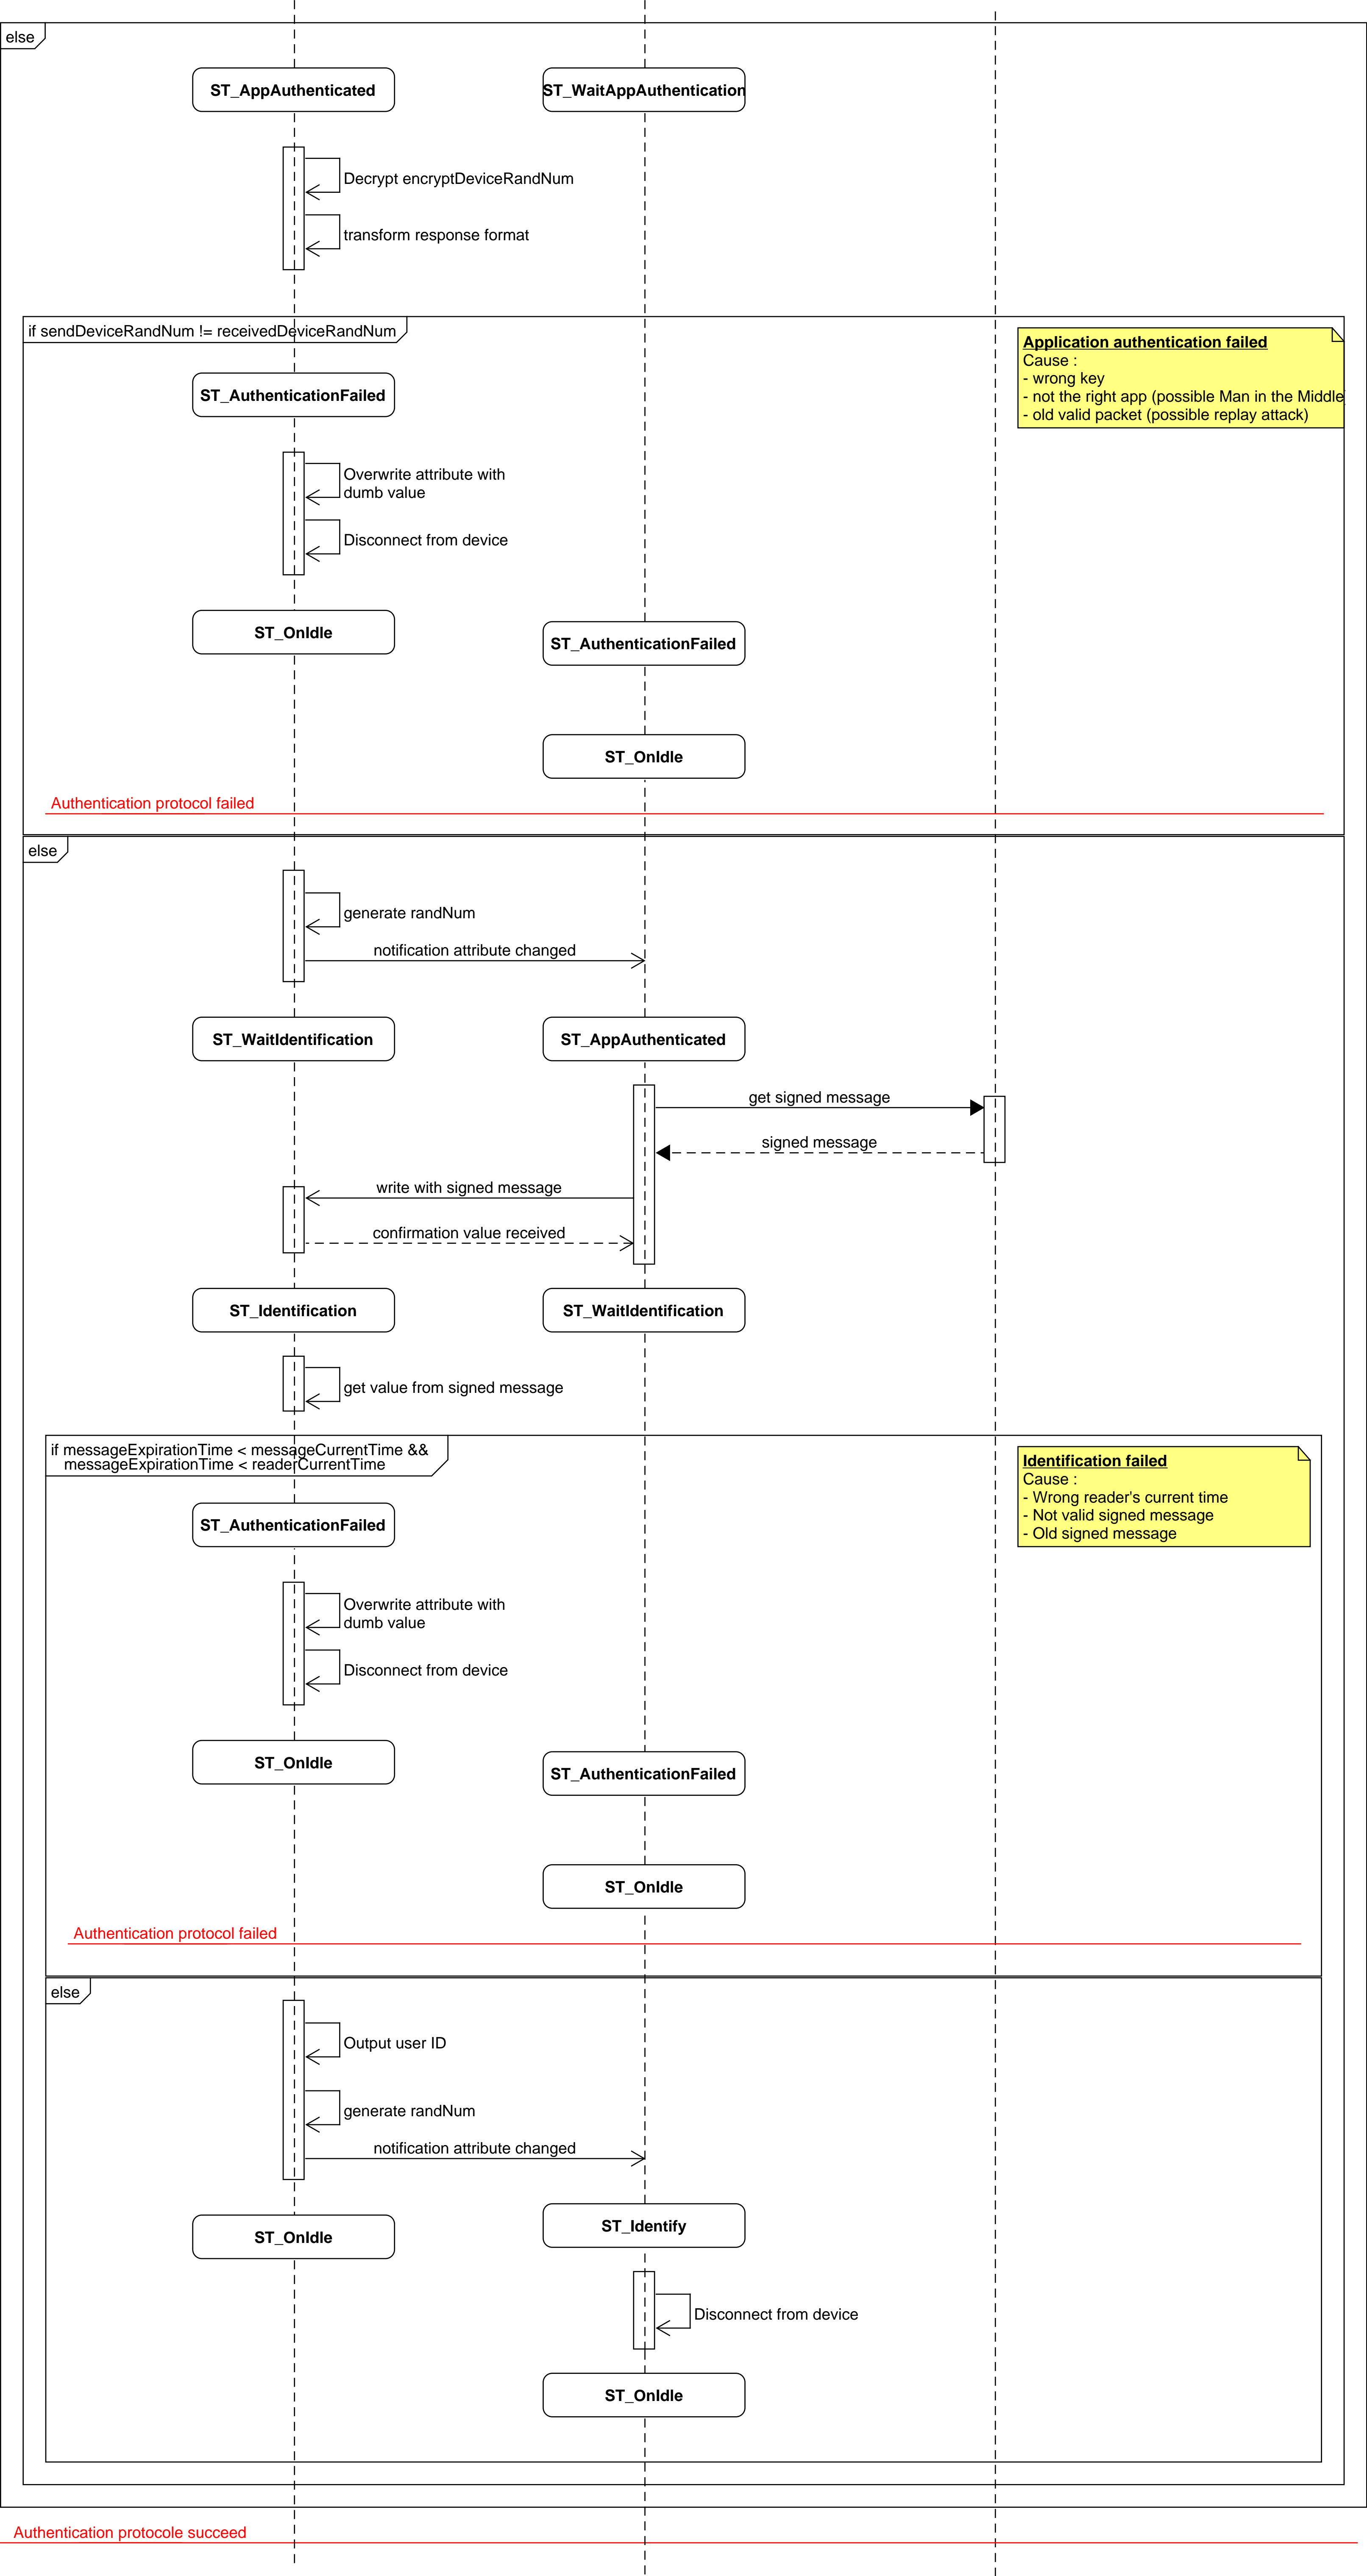 else
ST_AppAuthenticated
ST_WaitAppAuthentication
Decrypt encryptDeviceRandNum
transform response format
if sendDeviceRandNum != receivedDeviceRandNum
Application authentication failed
Cause :
- wrong key
- not the right app (possible Man in the Middle
- old valid packet (possible replay attack)
ST_AuthenticationFailed
Overwrite attribute with
dumb value
Disconnect from device
ST_OnIdle
ST_AuthenticationFailed
ST_OnIdle
Authentication protocol failed
else
generate randNum
notification attribute changed
ST_WaitIdentification
ST_AppAuthenticated
get signed message
signed message
write with signed message
confirmation value received
ST_Identification
ST_WaitIdentification
get value from signed message
if messageExpirationTime < messageCurrentTime &&
messageExpirationTime < readerCurrentTime
Identification failed
Cause :
- Wrong reader's current time
- Not valid signed message
- Old signed message
ST_AuthenticationFailed
Overwrite attribute with
dumb value
Disconnect from device
ST_OnIdle
ST_AuthenticationFailed
ST_OnIdle
Authentication protocol failed
else
Output user ID
generate randNum
notification attribute changed
ST_OnIdle
ST_Identify
Disconnect from device
ST_OnIdle
Authentication protocole succeed